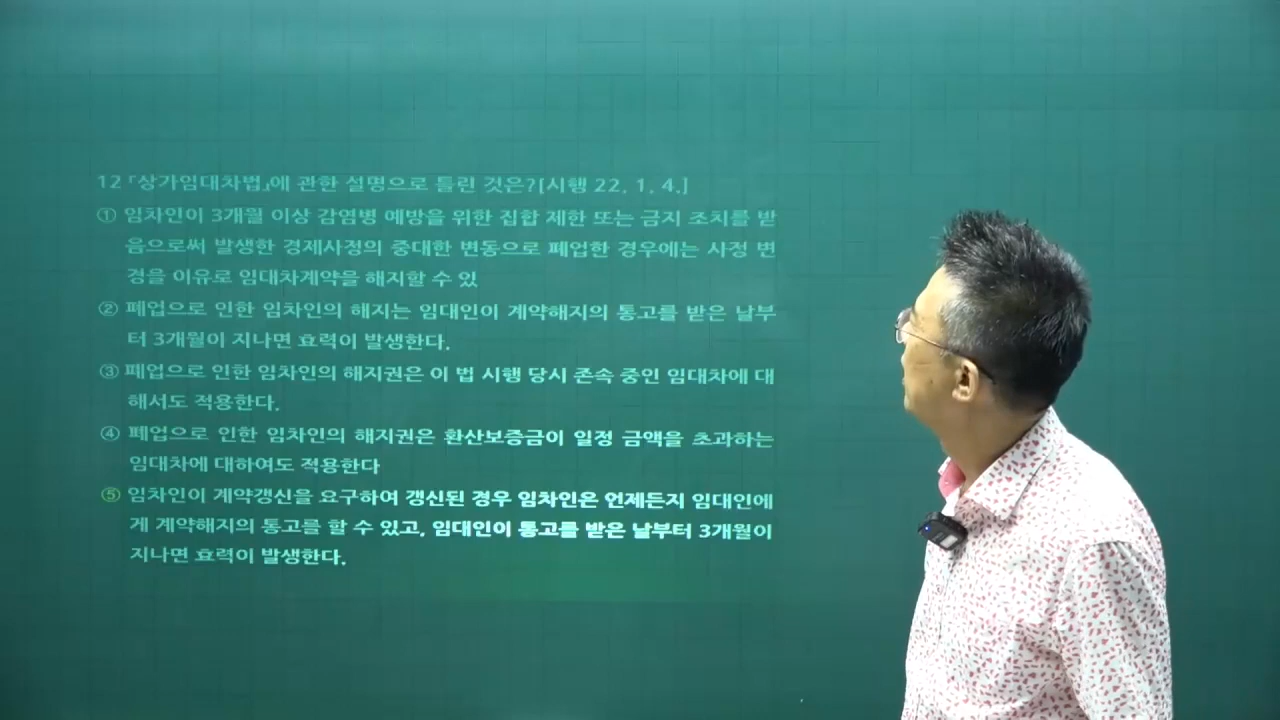 12 「상가임대차법」에 관한 설명으로 틀린 것은?[시행 22. 1. 4.]
① 임차인이 3개월 이상 감염병 예방을 위한 집합 제한 또는 금지 조치를 받
음으로써 발생한 경제사정의 중대한 변동으로 폐업한 경우에는 사정 변
경을 이유로 임대차계약을 해지할 수 있
② 폐업으로 인한 임차인의 해지는 임대인이 계약해지의 통고를 받은 날부
터 3개월이 지나면 효력이 발생한다.
③ 폐업으로 인한 임차인의 해지권은 이 법 시행 당시 존속 중인 임대차에 대
해서도 적용한다.
④ 폐업으로 인한 임차인의 해지권은 환산보증금이 일정 금액을 초과하는
임대차에 대하여도 적용한다
⑤ 임차인이 계약갱신을 요구하여 갱신된 경우 임차인은 언제든지 임대인에
게 계약해지의 통고를 할 수 있고, 임대인이 통고를 받은 날부터 3개월이
지나면 효력이 발생한다.